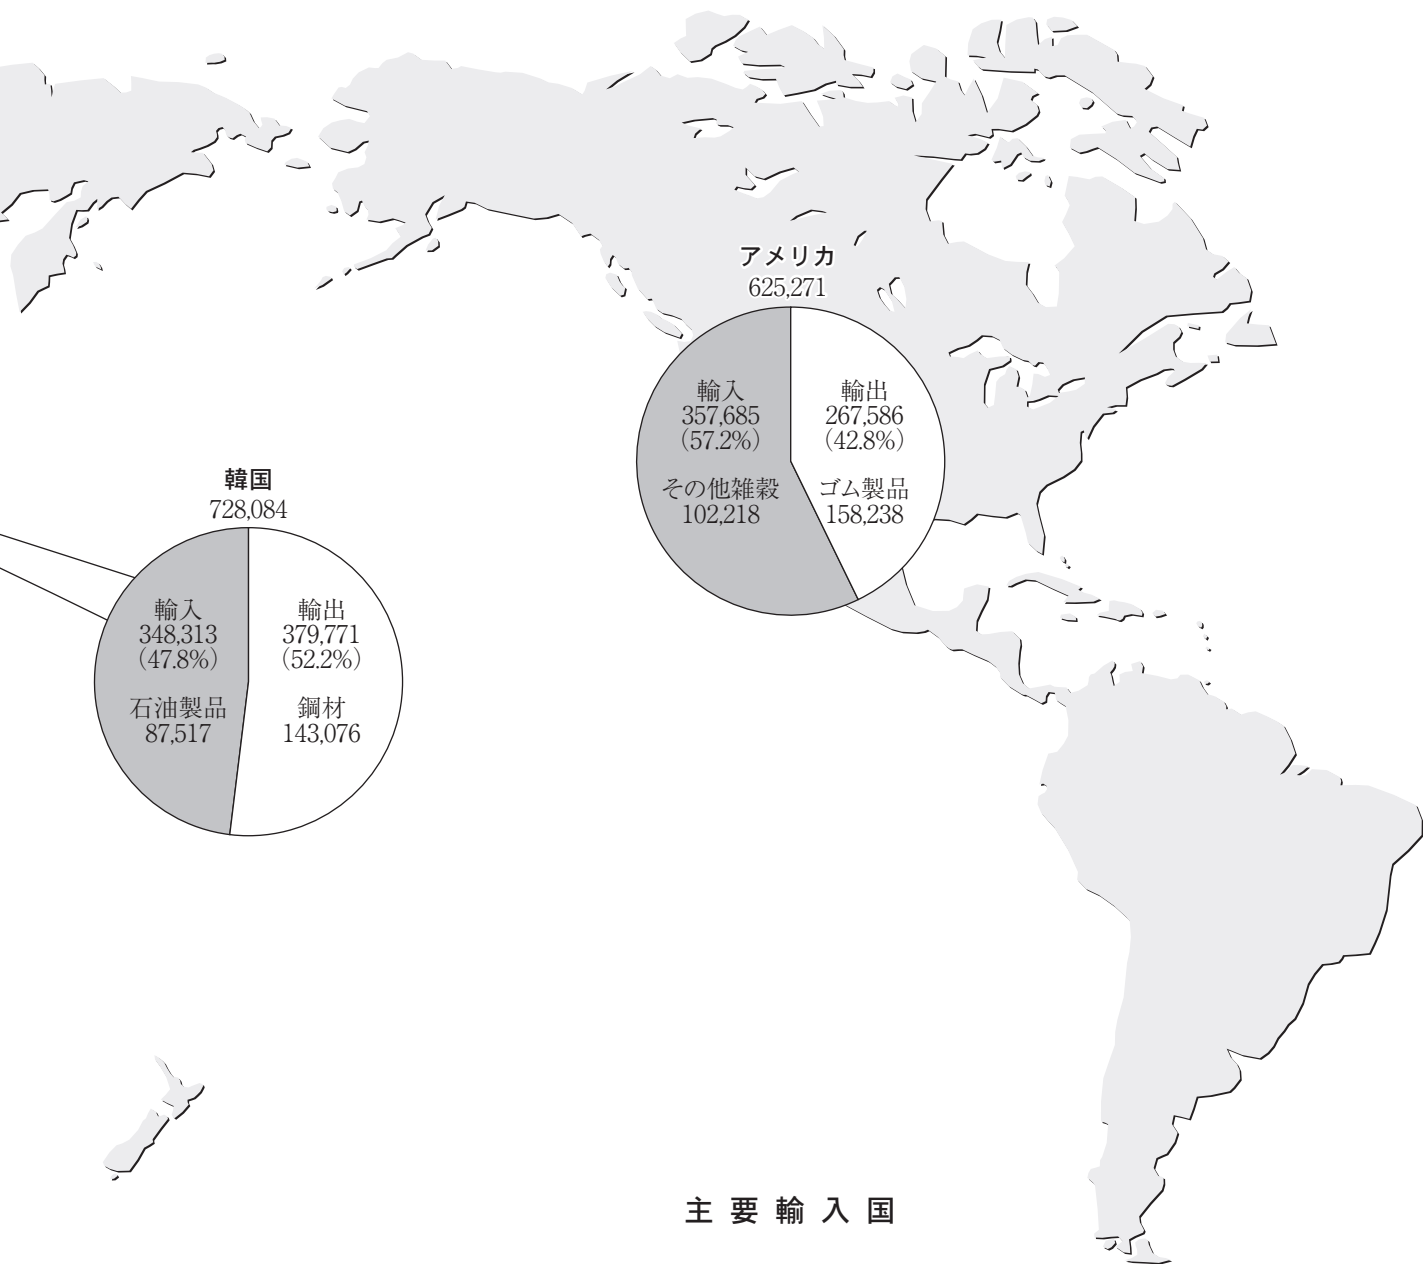 アメリカ
625,271
輸入
357,685
（57.2%）
その他雑穀
102,218
輸出
267,586
（42.8%）
ゴム製品
158,238
韓国
728,084
輸入
348,313
（47.8%）
石油製品
87,517
輸出
379,771
（52.2%）
鋼材
143,076
主要輸入国